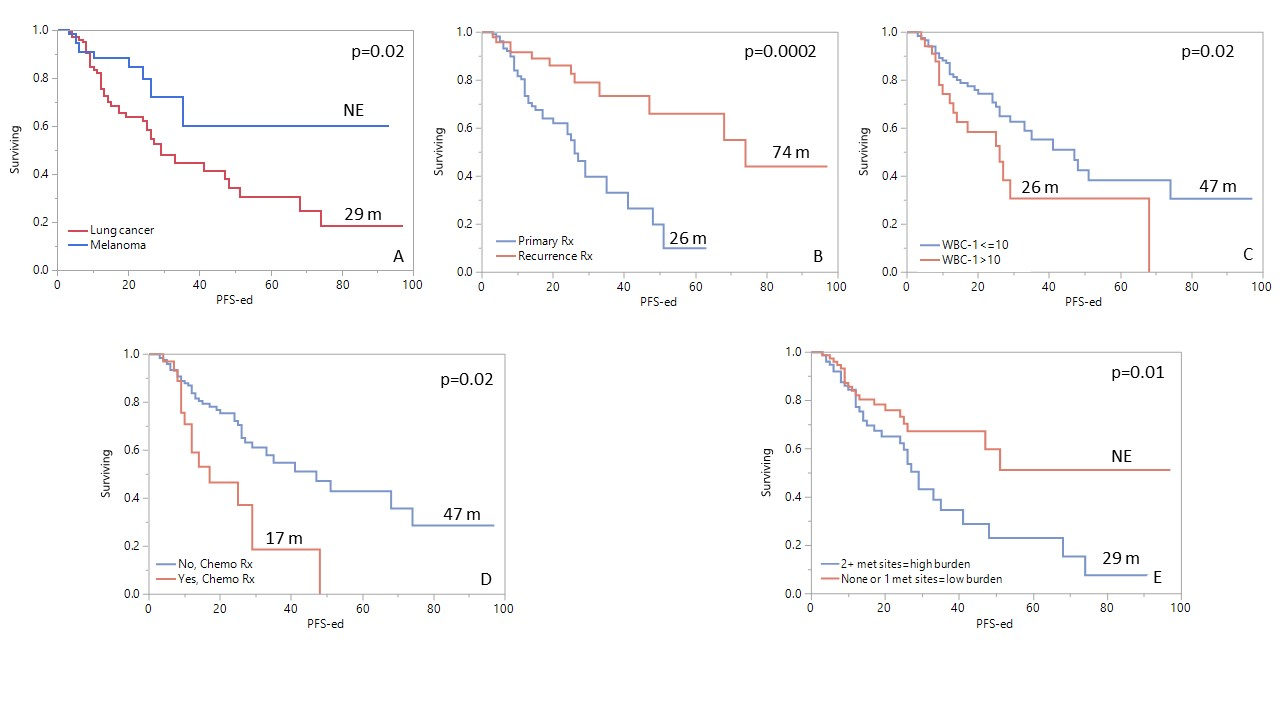 1.0
p=0.02
0.8
NE
0.6
Surviving
0.4
29 m
0.2
Lung cancer
Melanoma
A
0.0
0 20 40 60 80 100
PFS-ed
1.0
p=0.0002
0.8
0.6
Surviving
74 m
0.4
0.2
26 m
Primary Rx
Recurrence Rx
B
0.0
0 20 40 60 80 100
PFS-ed
1.0
p=0.02
0.8
0.6
Surviving
0.4
26 m
47 m
0.2
WBC-1<=10
WBC-1>10
C
0.0
0 20 40 60 80 100
PFS-ed
1.0
p=0.02
0.8
0.6
Surviving
0.4
47 m
17 m
0.2
No, Chemo Rx
Yes, Chemo Rx
D
0.0
0 20 40 60 80 100
PFS-ed
1.0
p=0.01
0.8
0.6
NE
Surviving
0.4
0.2
29 m
2+ met sites=high burden
None or 1 met sites=low burden
E
0.0
0 20 40 60 80 100
PFS-ed